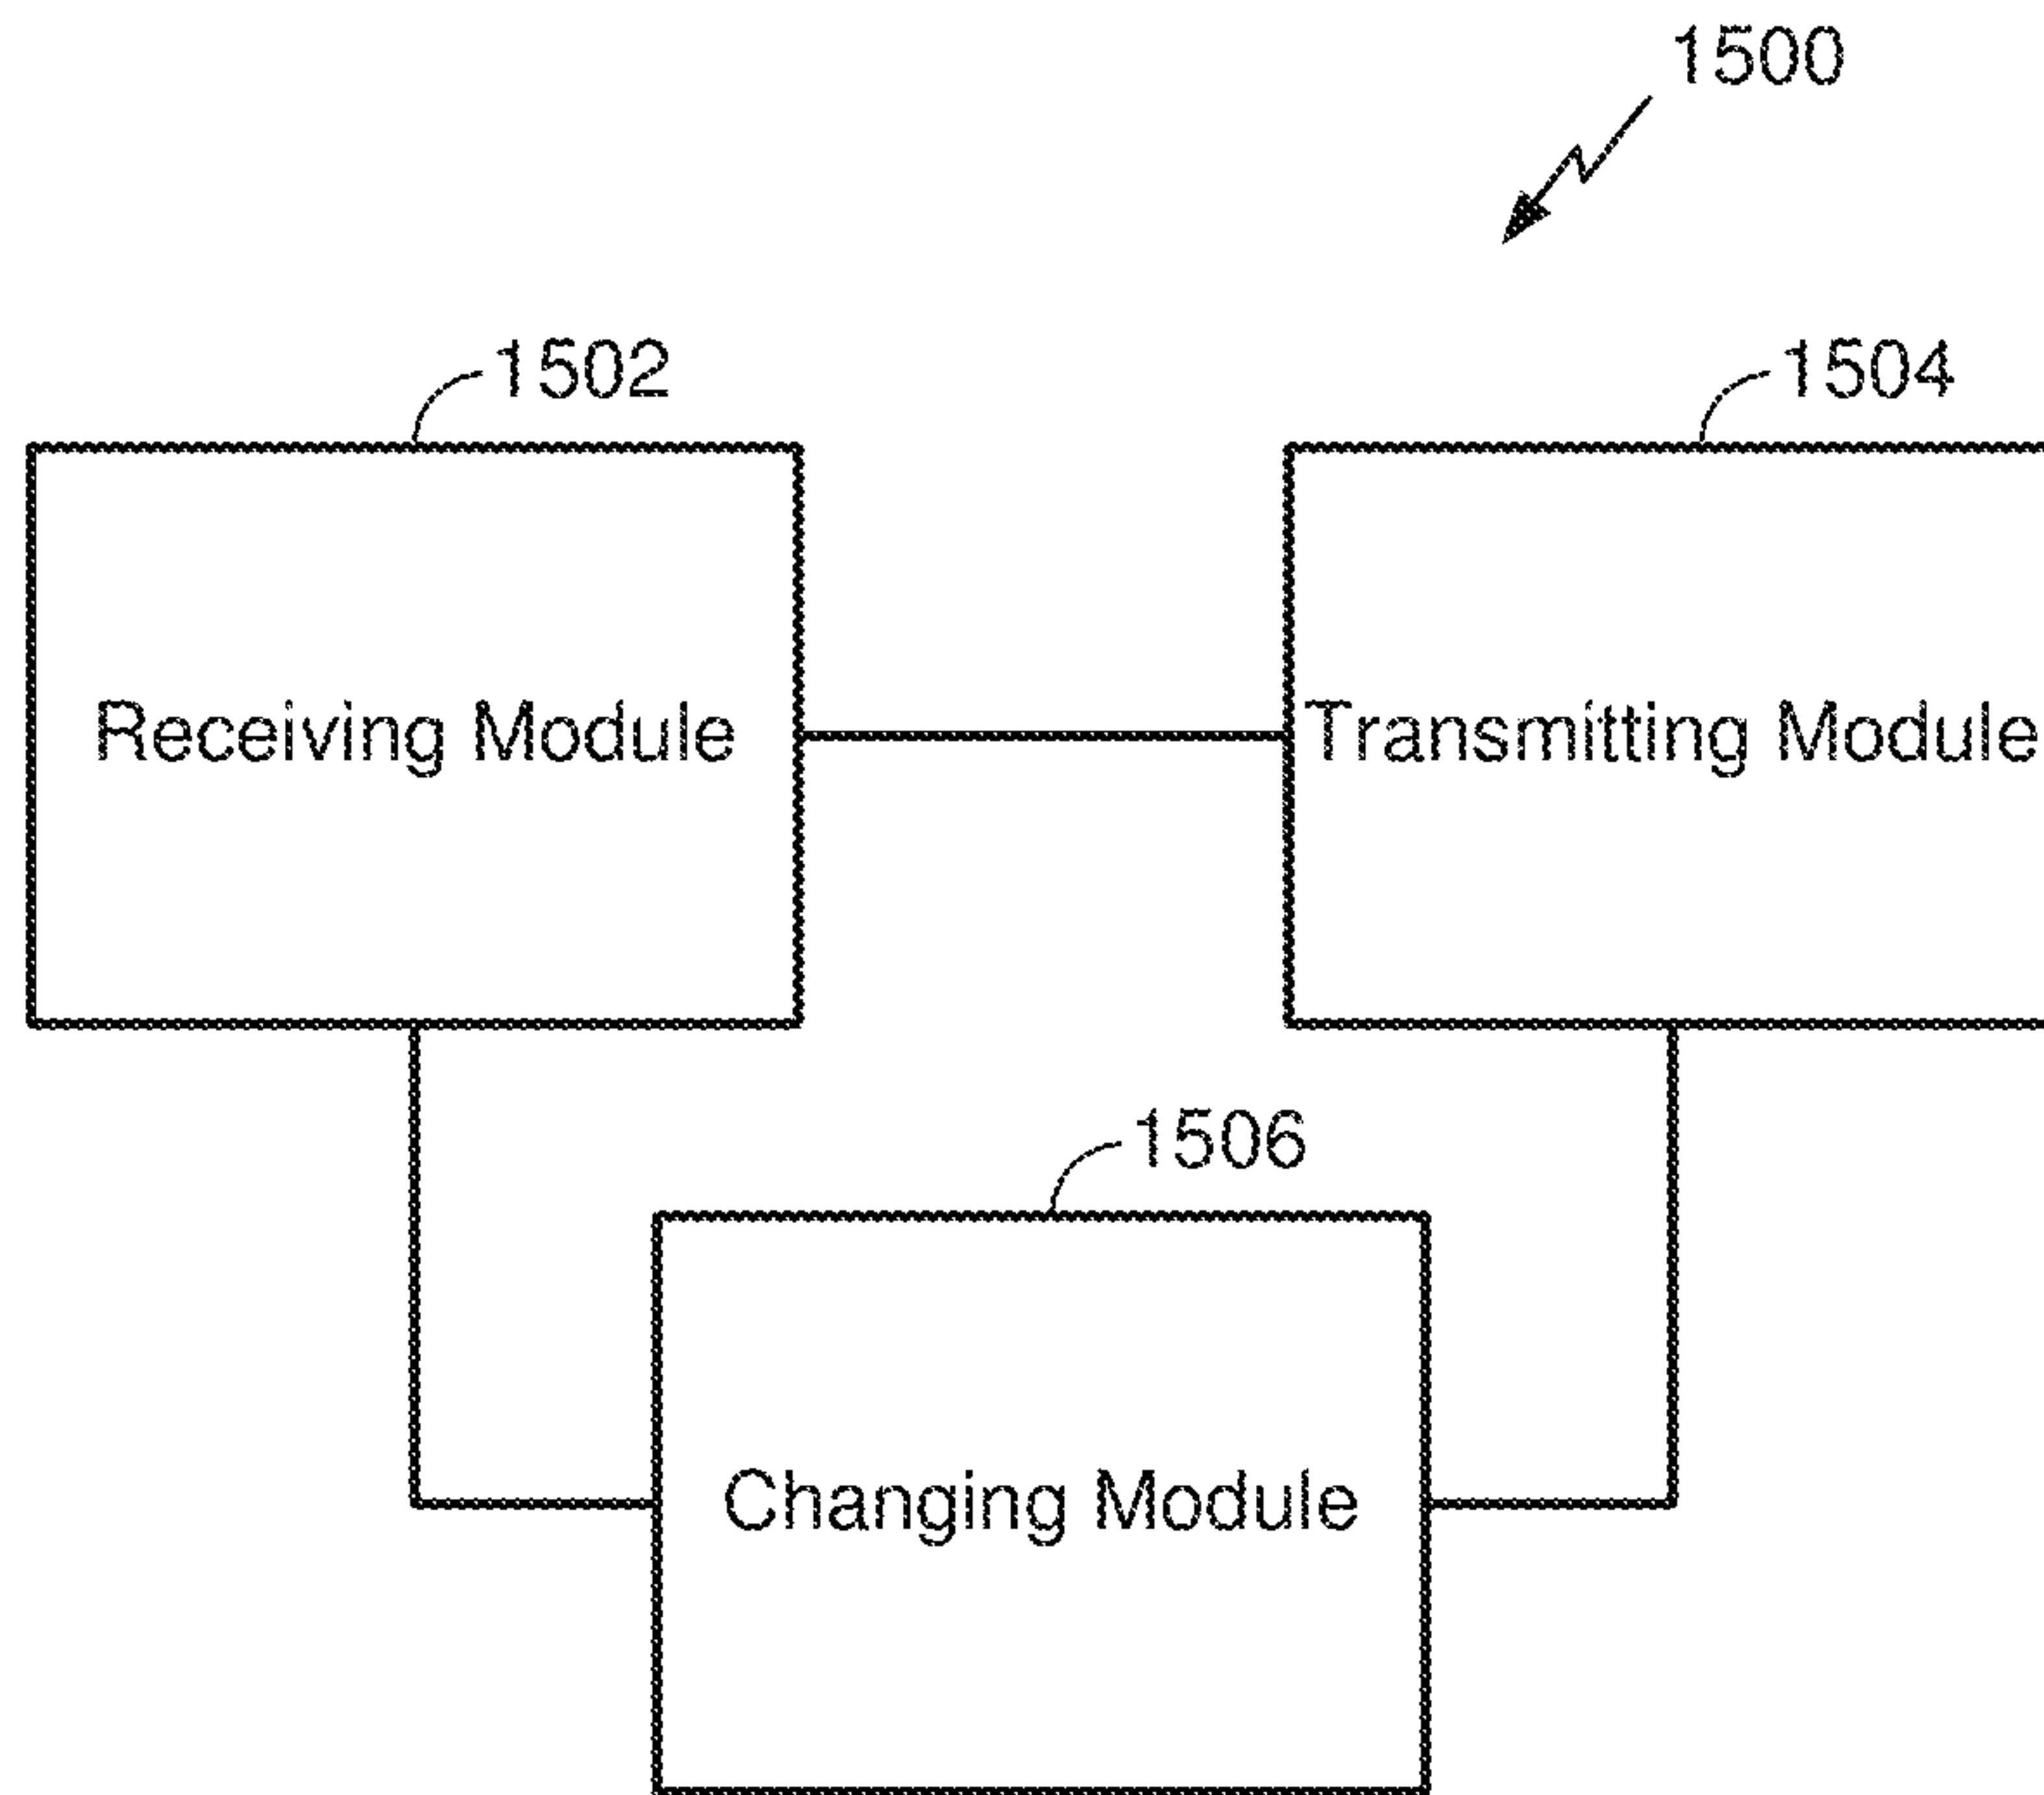 1500
1502
1504
Receiving Module
Transmitting Module
1506
Changing Module